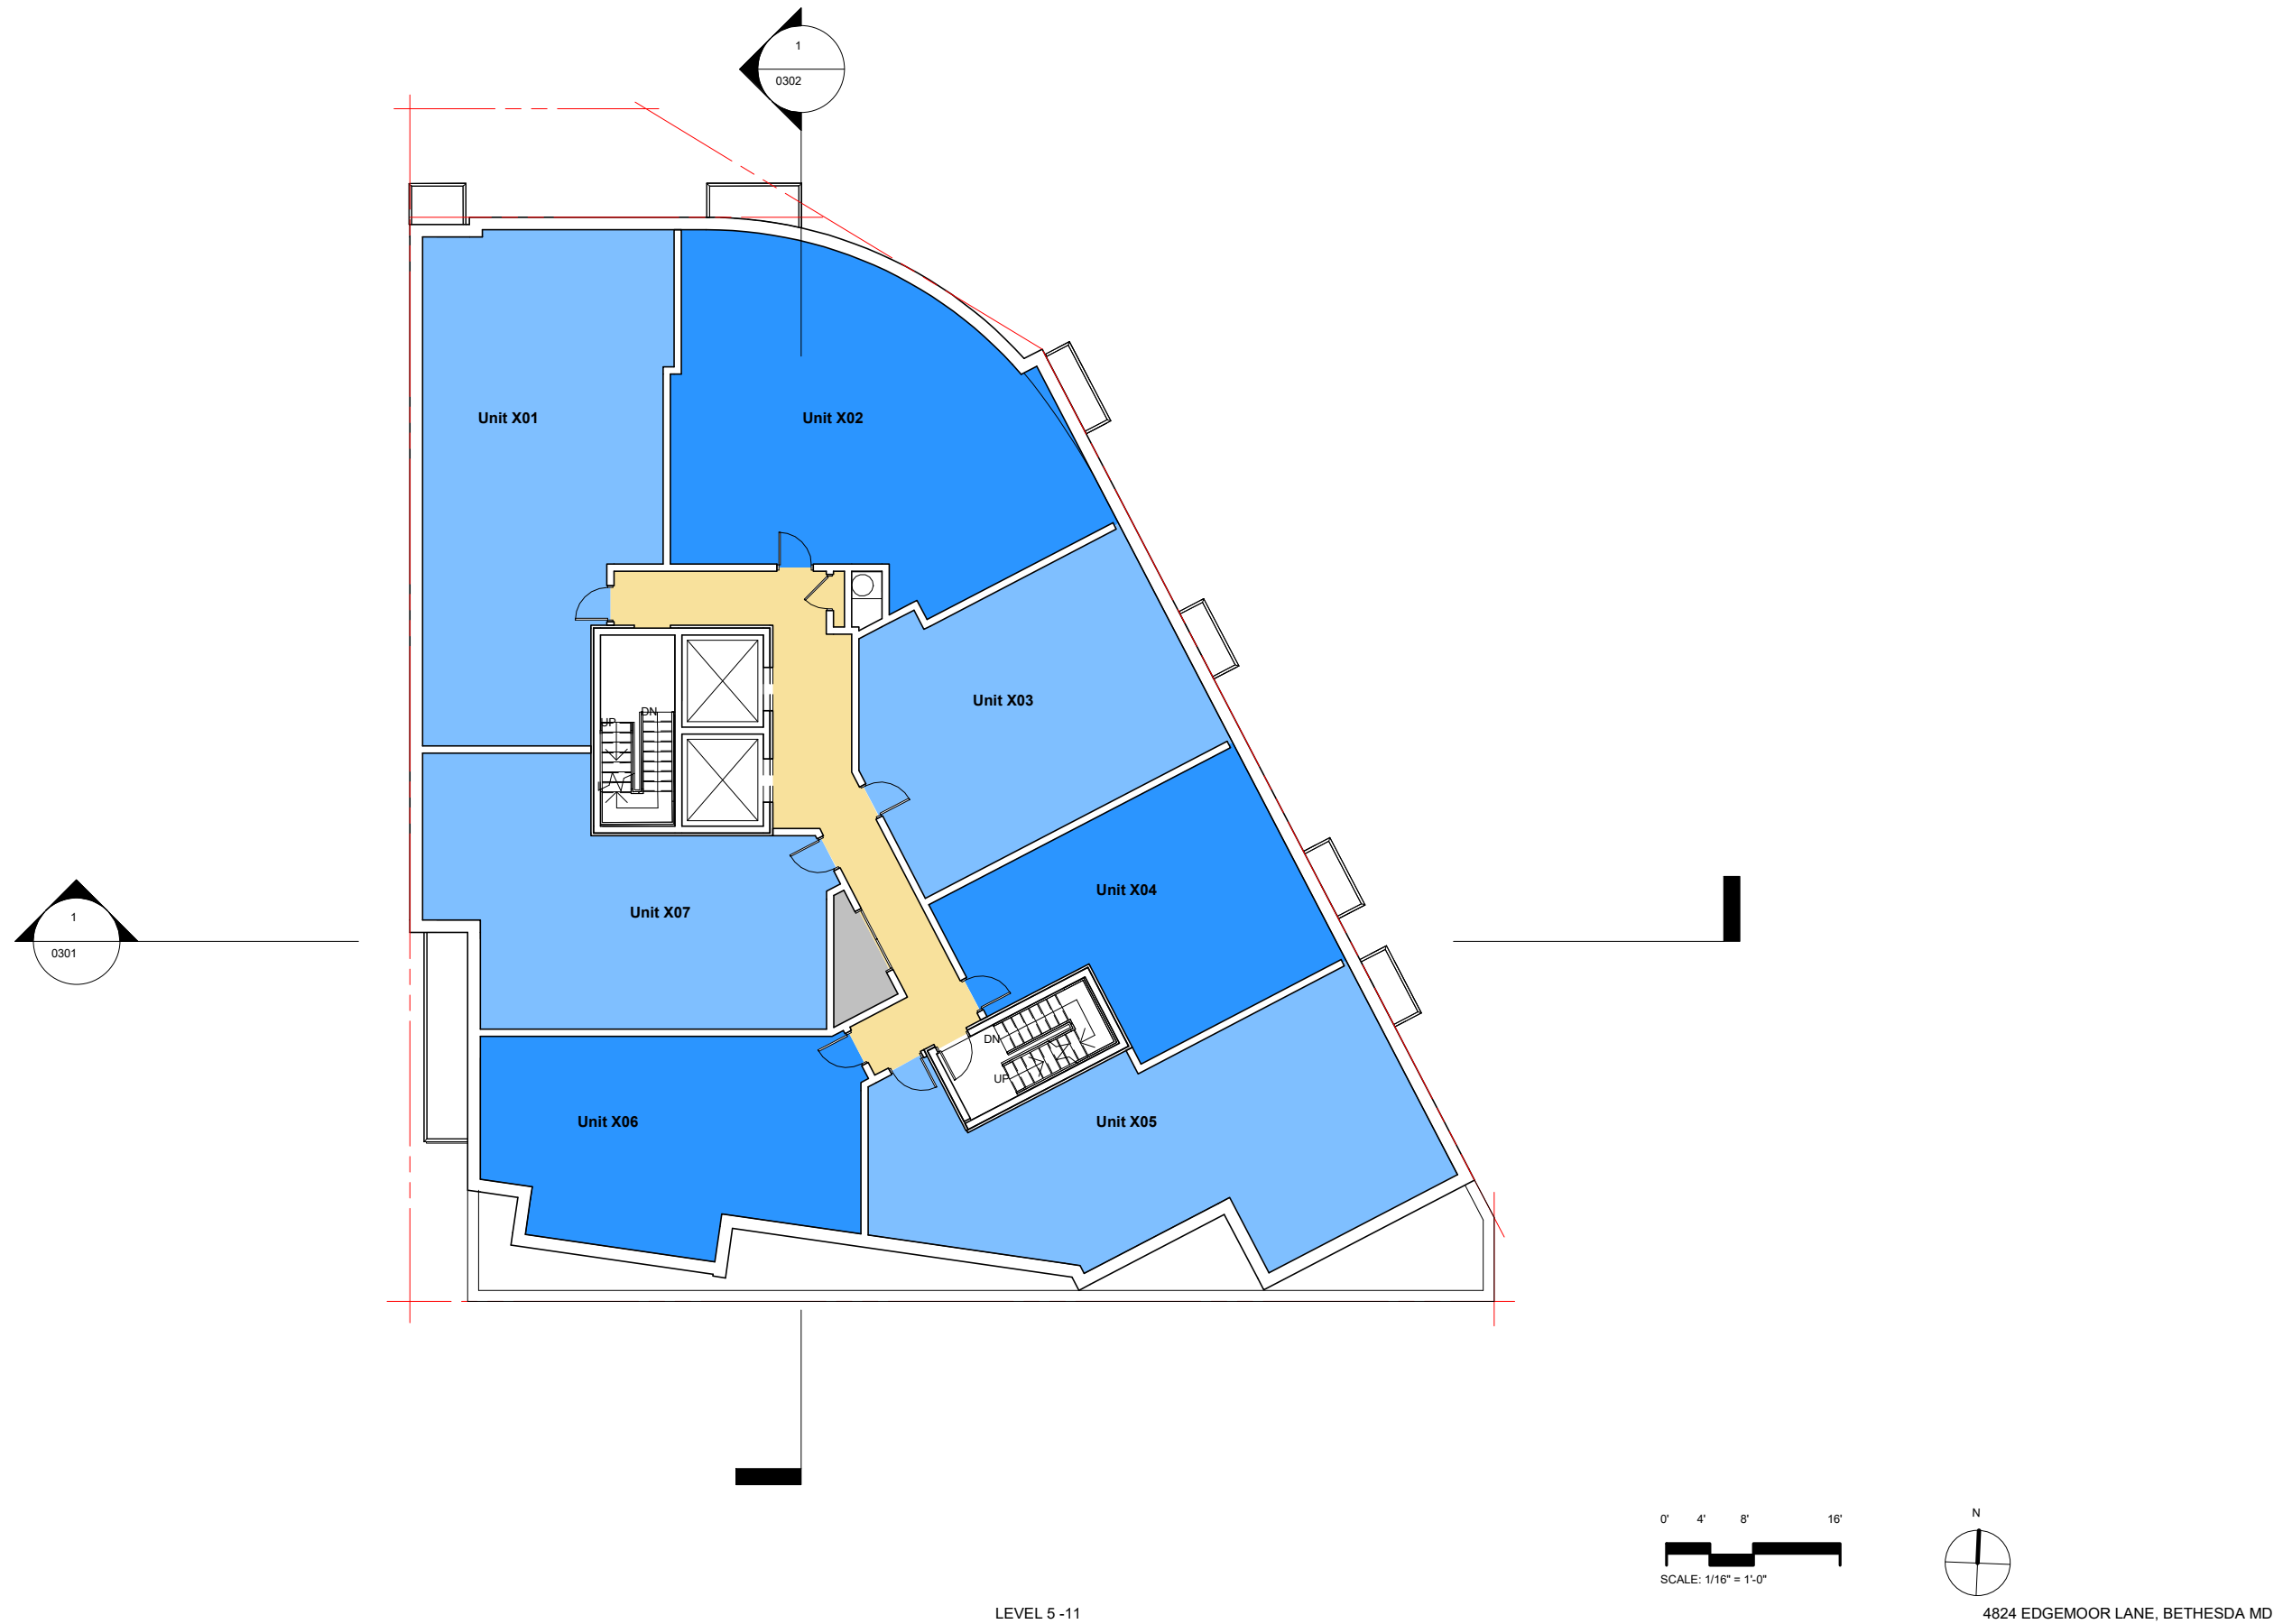 1
0302
Unit X01
Unit X02
Unit X03
UP
DN
Unit X04
Unit X07
1
0301
DN
UP
Unit X06
Unit X05
0' 4' 8' 16'
N
SCALE: 1/16" = 1'-0"
LEVEL 5 -11
4824 EDGEMOOR LANE, BETHESDA MD